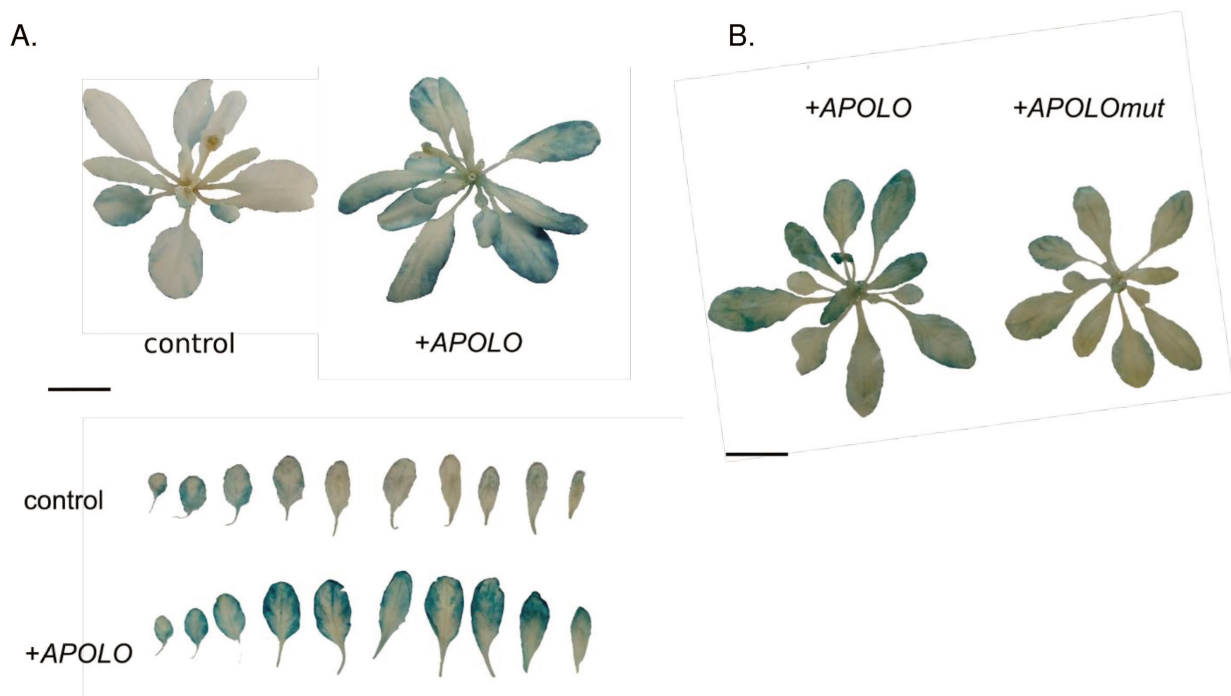 A.
control
+APOLO
control
+APOLO
B.
+APOLO
+APOLOmut